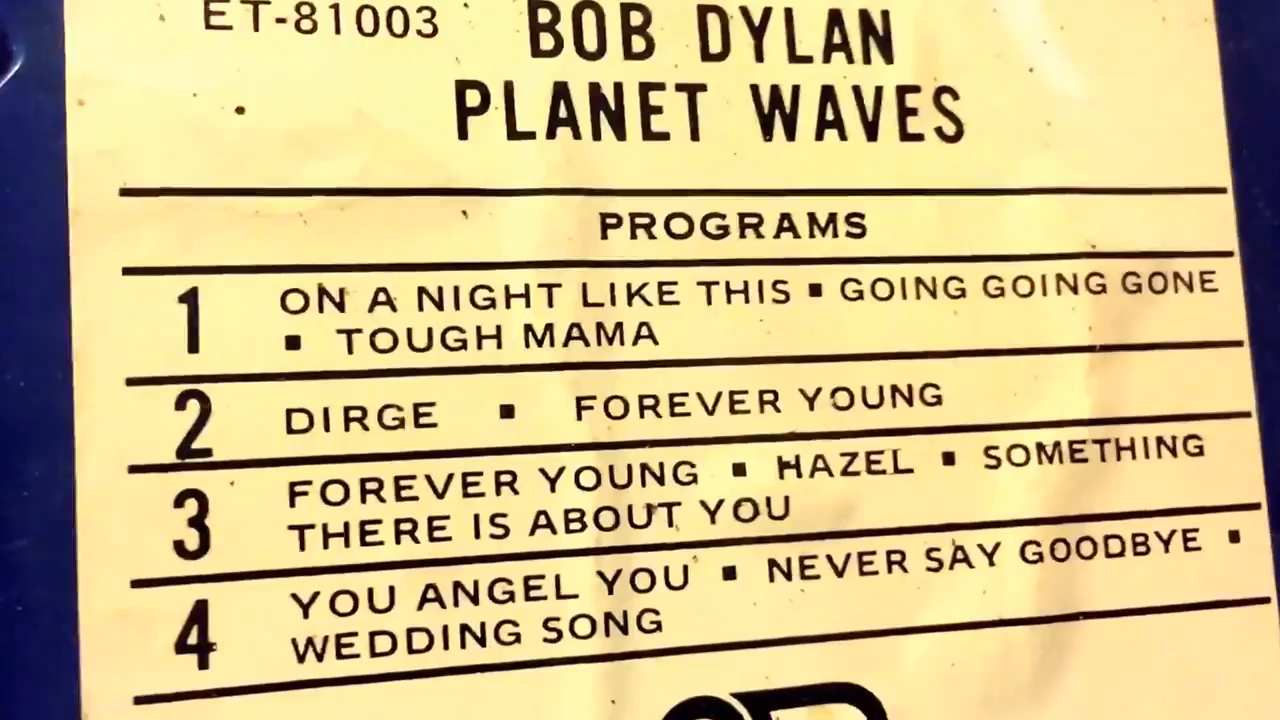 ET-81003
BOB DYLAN
PLANET WAVES
PROGRAMS
1 ON A NIGHT LIKE THIS ▪ GOING GOING GONE
▪ TOUGH MAMA
2 DIRGE ▪ FOREVER YOUNG
3 FOREVER YOUNG ▪ HAZEL ▪ SOMETHING
THERE IS ABOUT YOU
4 YOU ANGEL YOU ▪ NEVER SAY GOODBYE ▪
WEDDING SONG